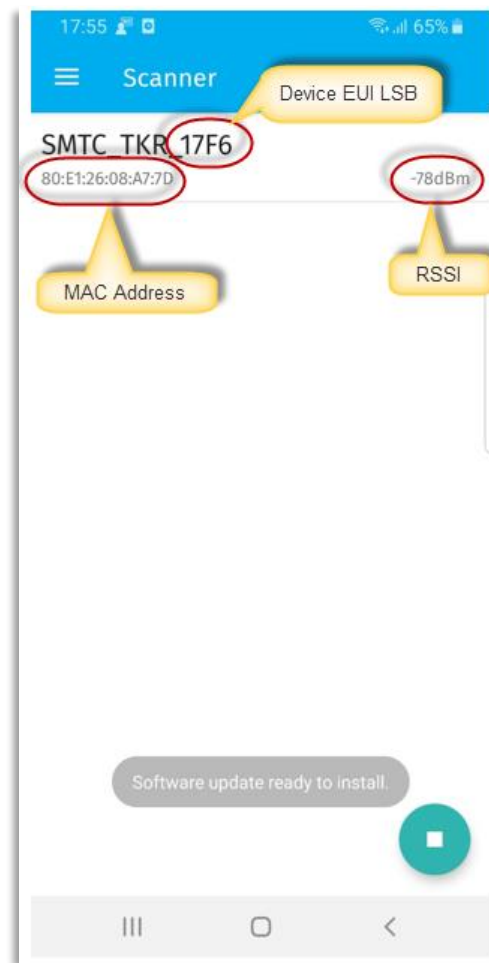 17:55 65%
Scanner
Device EUI LSB
SMTC_TKR_17F6
80:E1:26:08:A7:7D -78dBm
MAC Address
RSSI
Software update ready to install.